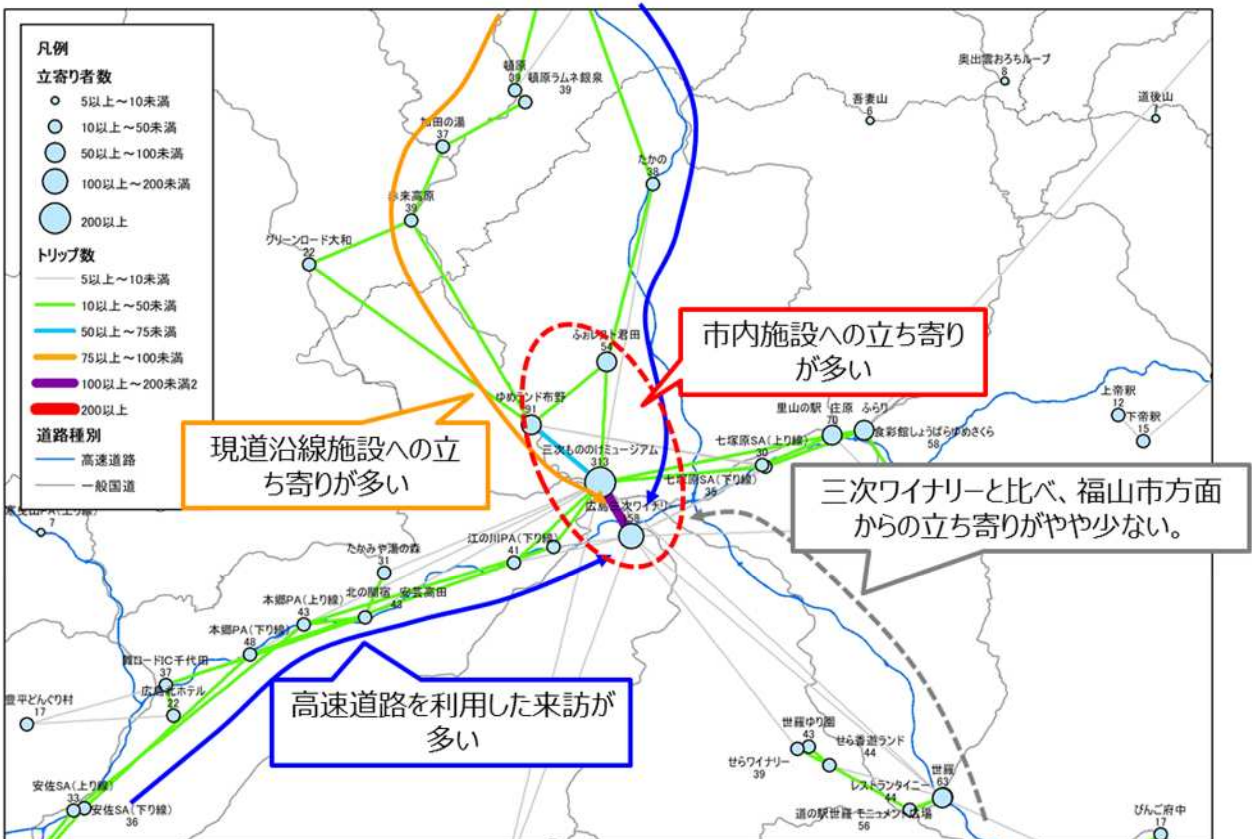 凡例
立寄り者数
5以上～10未満
10以上～50未満
50以上～100未満
100以上～200未満
200以上
トリップ数
5以上～10未満
10以上～50未満
50以上～75未満
75以上～100未満
100以上～200未満2
200以上
道路種別
高速道路
一般国道
頓原
39
頓原ラムネ銀泉
39
加田の湯
37
奥出雲おろちループ
8
吾妻山
6
道後山
7
たかの
38
39
グリーンロード大和
22
市内施設への立ち寄り
が多い
ふぉレスト君田
54
ゆめランド布野
91
現道沿線施設への立
ち寄りが多い
三次もののけミュージアム
313
里山の駅 庄原 ふらり
70
食彩館しょうばらゆめさくら
58
上帝釈
12
下帝釈
15
七塚原SA(上り線)
30
七塚原SA(下り線)
35
三次ワイナリーと比べ、福山市方面
からの立ち寄りがやや少ない。
広島三次ワイナリー
58
7
江の川PA(下り線)
41
たかみや湯の森
31
北の関宿 安芸高田
43
本郷PA(上り線)
43
本郷PA(下り線)
48
舞ロードIC千代田
37
広島北ホテル
22
豊平どんぐり村
17
高速道路を利用した来訪が
多い
世羅ゆり園
43
せら香遊ランド
44
せらワイナリー
39
世羅
63
レストランタイニー
44
道の駅世羅 モニュメント広場
56
安佐SA(上り線)
33
安佐SA(下り線)
36
びんご府中
17